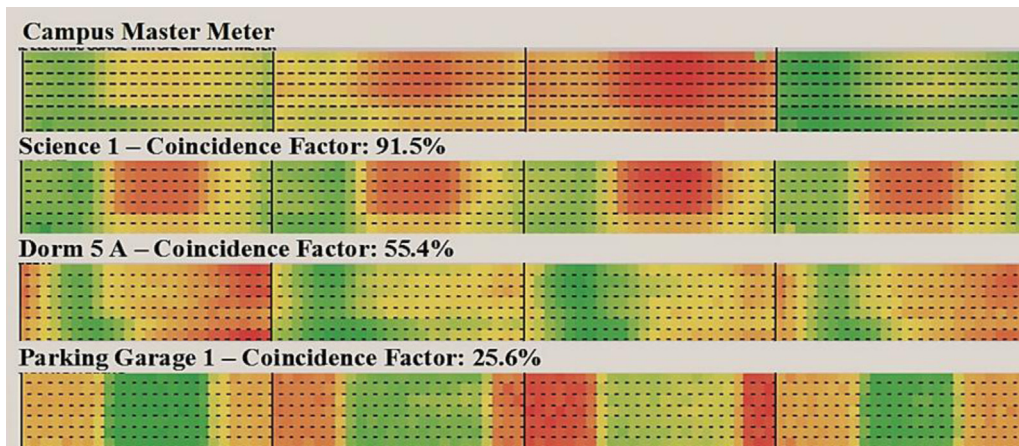 Campus Master Meter
Science 1 – Coincidence Factor: 91.5%
Dorm 5 A – Coincidence Factor: 55.4%
Parking Garage 1 – Coincidence Factor: 25.6%